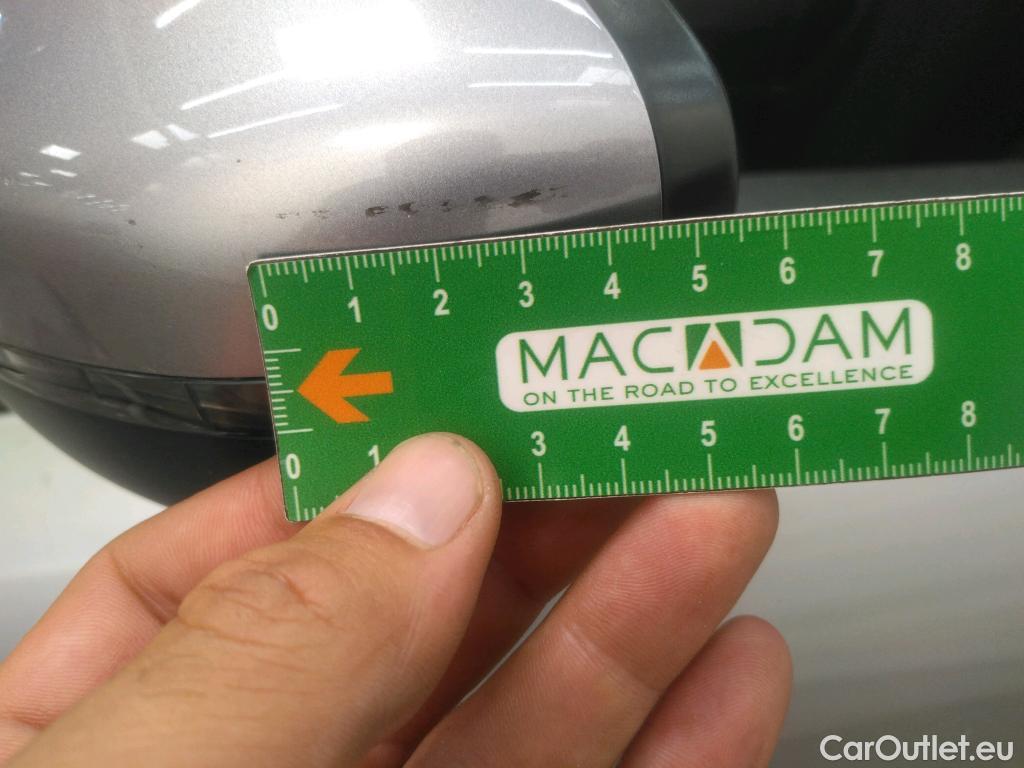 0 1 2 3 4 5 6 7 8
MACADAM
ON THE ROAD TO EXCELLENCE
0 1 3 4 5 6 7 8
CarOutlet.eu